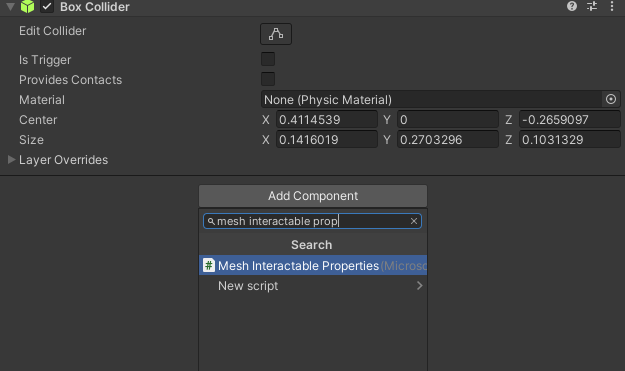 Box Collider
Edit Collider
Is Trigger
Provides Contacts
Material None (Physic Material)
Center X 0.4114539 Y 0 Z -0.2659097
Size X 0.1416019 Y 0.2703296 Z 0.1031329
Layer Overrides
Add Component
mesh interactable prop
Search
# Mesh Interactable Properties (Microso
New script